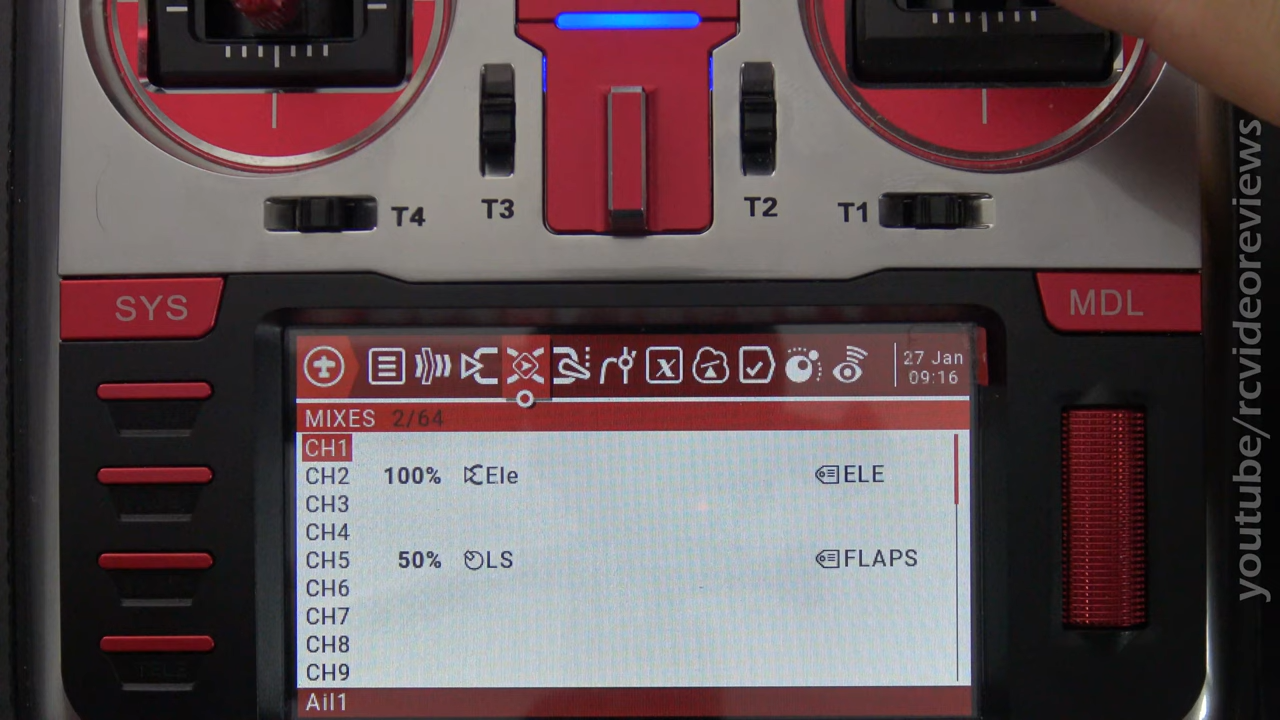 T4
T3
T2
T1
SYS
MDL
27 Jan
09:16
MIXES 2/64
CH1
CH2 100% Ele ELE
CH3
CH4
CH5 50% LS FLAPS
CH6
CH7
CH8
CH9
Ail1
youtube/rcvideoreviews